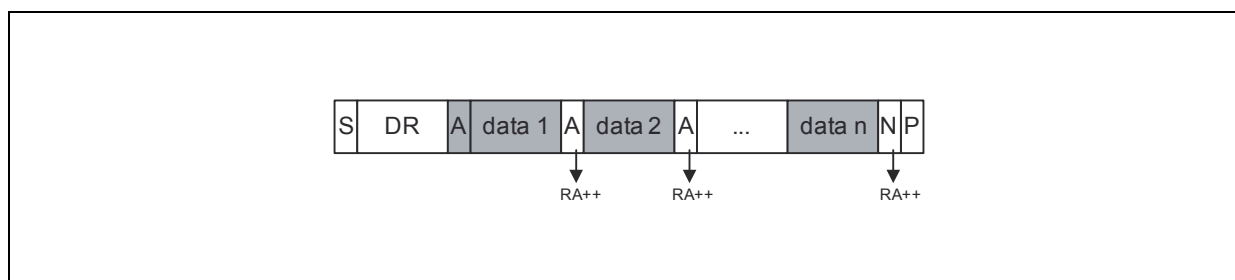 S DR A data 1 A data 2 A ... data n N P
RA++ RA++ RA++